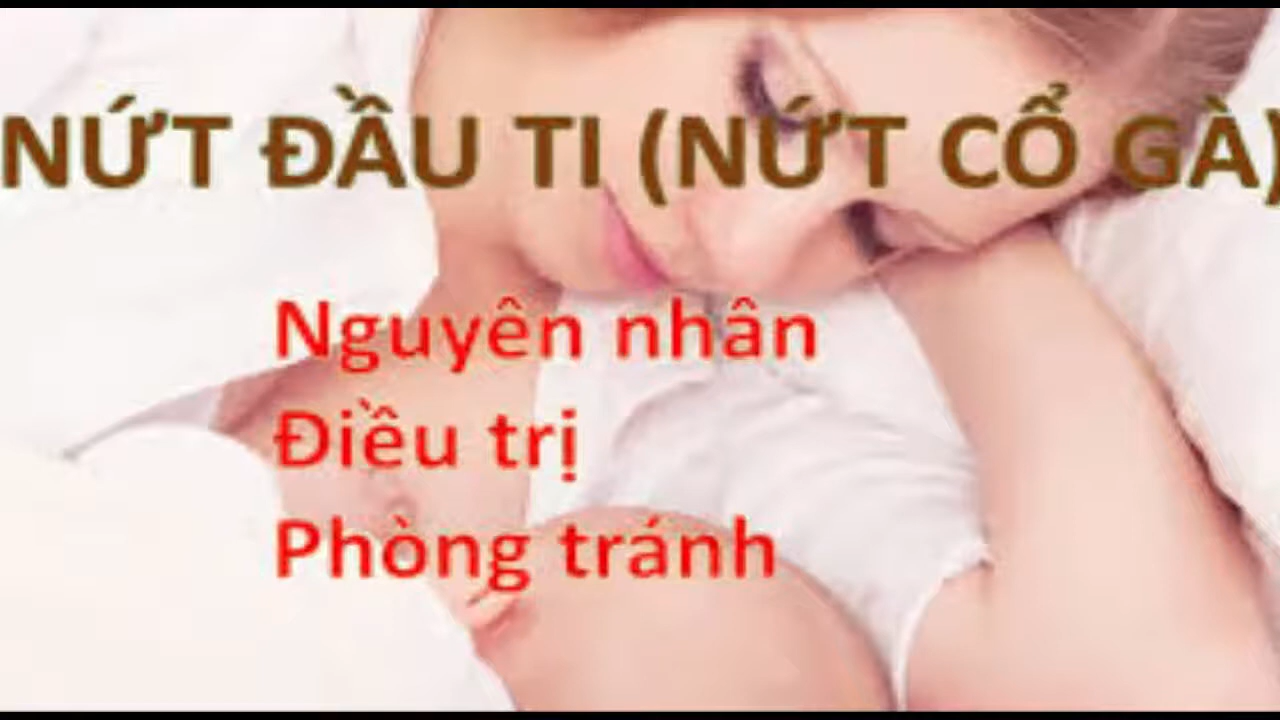 NỨT ĐẦU TI (NỨT CỔ GÀ)
Nguyên nhân
Điều trị
Phòng tránh